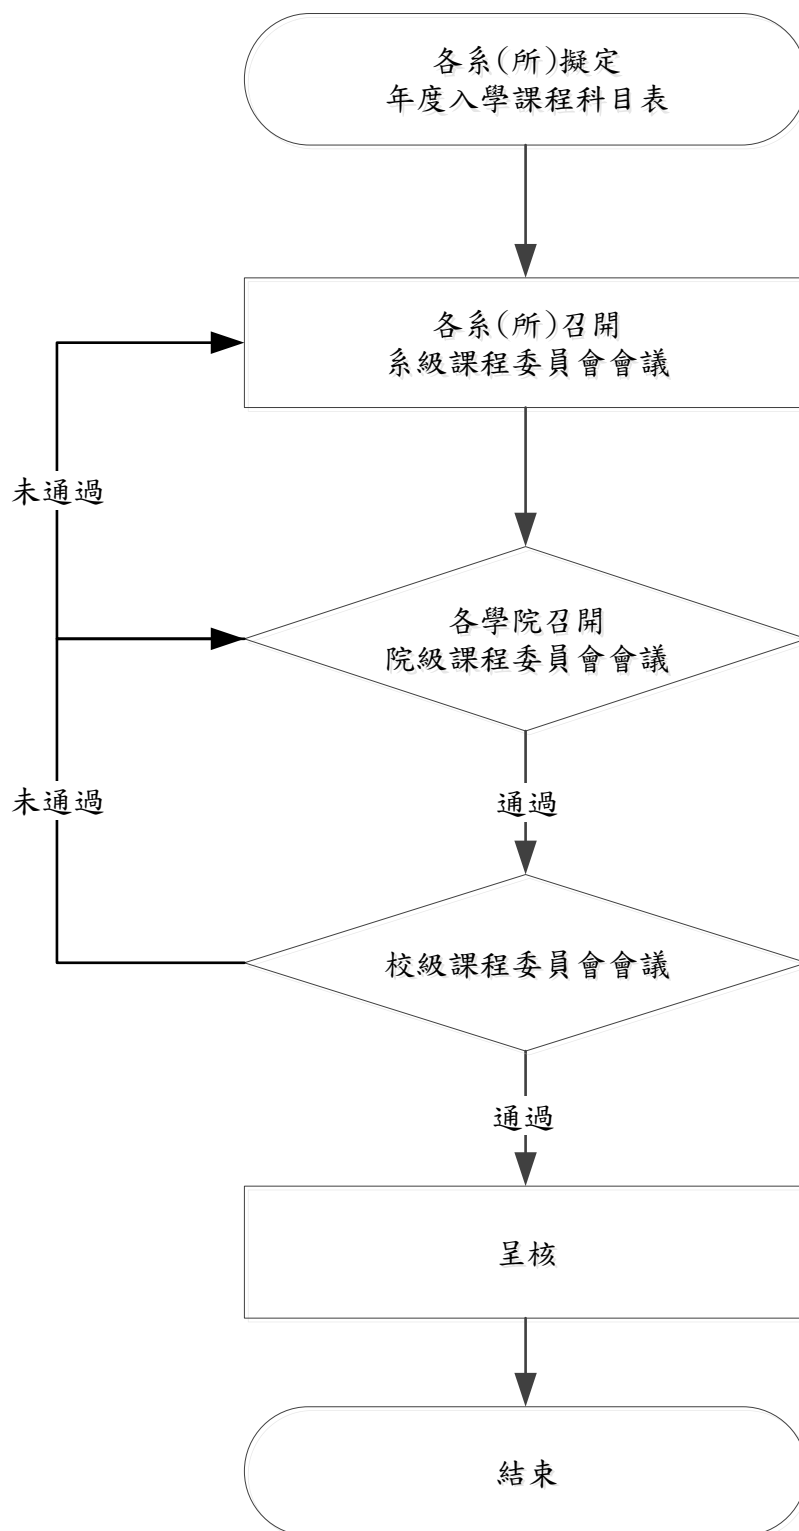 各系(所)擬定
年度入學課程科目表
各系(所)召開
系級課程委員會會議
未通過
各學院召開
院級課程委員會會議
未通過
通過
校級課程委員會會議
通過
呈核
結束